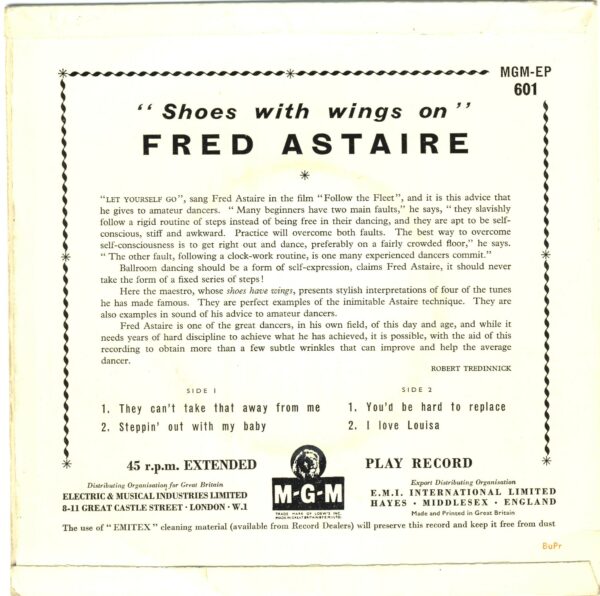 MGM-EP
601
"Shoes with wings on"
FRED ASTAIRE
"LET YOURSELF GO", sang Fred Astaire in the film "Follow the Fleet", and it is this advice that
he gives to amateur dancers. "Many beginners have two main faults," he says, "they slavishly
follow a rigid routine of steps instead of being free in their dancing, and they are apt to be self-
conscious, stiff and awkward. Practice will overcome both faults. The best way to overcome
self-consciousness is to get right out and dance, preferably on a fairly crowded floor," he says.
"The other fault, following a clock-work routine, is one many experienced dancers commit."
Ballroom dancing should be a form of self-expression, claims Fred Astaire, it should never
take the form of a fixed series of steps!
Here the maestro, whose shoes have wings, presents stylish interpretations of four of the tunes
he has made famous. They are perfect examples of the inimitable Astaire technique. They are
also examples in sound of his advice to amateur dancers.
Fred Astaire is one of the great dancers, in his own field, of this day and age, and while it
needs years of hard discipline to achieve what he has achieved, it is possible, with the aid of this
recording to obtain more than a few subtle wrinkles that can improve and help the average
dancer.
ROBERT TREDINNICK
SIDE 1
1. They can't take that away from me
2. Steppin' out with my baby
SIDE 2
1. You'd be hard to replace
2. I love Louisa
45 r.p.m. EXTENDED PLAY RECORD
Distributing Organisation for Great Britain
ELECTRIC & MUSICAL INDUSTRIES LIMITED
8-11 GREAT CASTLE STREET · LONDON · W.1
M-G-M
TRADE MARK OF LOEW'S INC.
Export Distributing Organisation
E.M.I. INTERNATIONAL LIMITED
HAYES · MIDDLESEX · ENGLAND
Made and Printed in Great Britain
The use of "EMITEX" cleaning material (available from Record Dealers) will preserve this record and keep it free from dust
BuPr